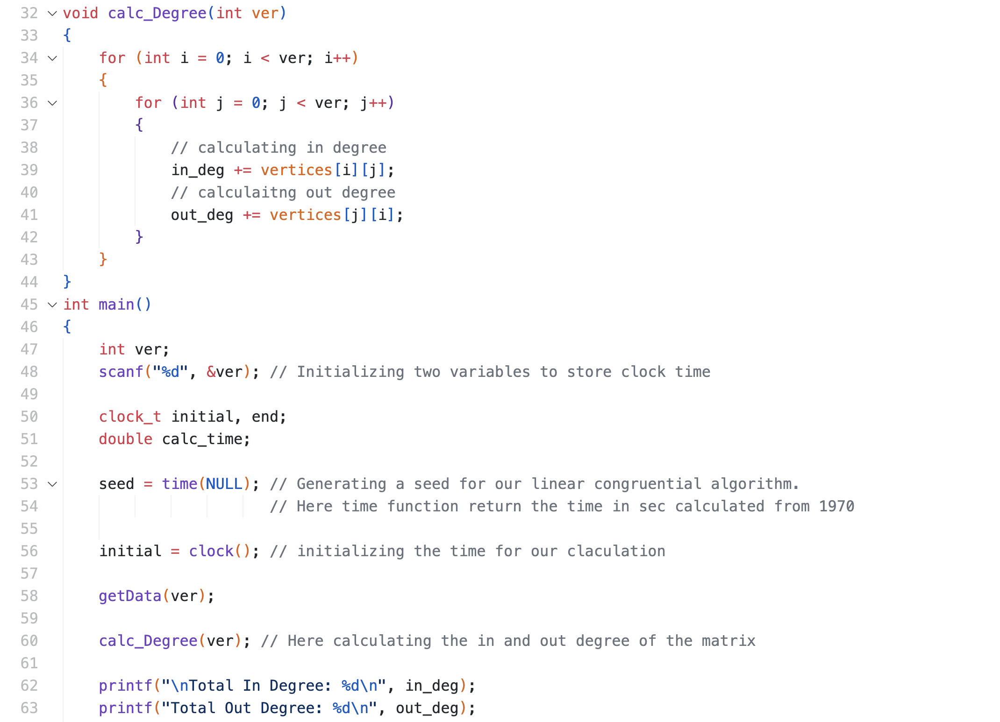 32 void calc_Degree(int ver)
33 {
34     for (int i = 0; i < ver; i++)
35     {
36         for (int j = 0; j < ver; j++)
37         {
38             // calculating in degree
39             in_deg += vertices[i][j];
40             // calculaitng out degree
41             out_deg += vertices[j][i];
42         }
43     }
44 }
45 int main()
46 {
47     int ver;
48     scanf("%d", &ver); // Initializing two variables to store clock time
49
50     clock_t initial, end;
51     double calc_time;
52
53     seed = time(NULL); // Generating a seed for our linear congruential algorithm.
54                        // Here time function return the time in sec calculated from 1970
55
56     initial = clock(); // initializing the time for our claculation
57
58     getData(ver);
59
60     calc_Degree(ver); // Here calculating the in and out degree of the matrix
61
62     printf("\nTotal In Degree: %d\n", in_deg);
63     printf("Total Out Degree: %d\n", out_deg);